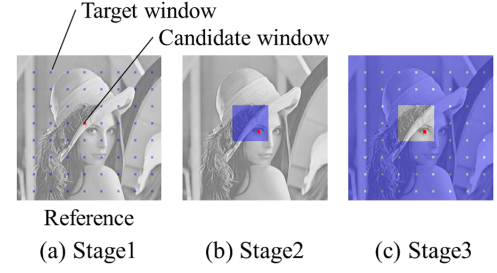 Target window
Candidate window
Reference
(a) Stage1
(b) Stage2
(c) Stage3